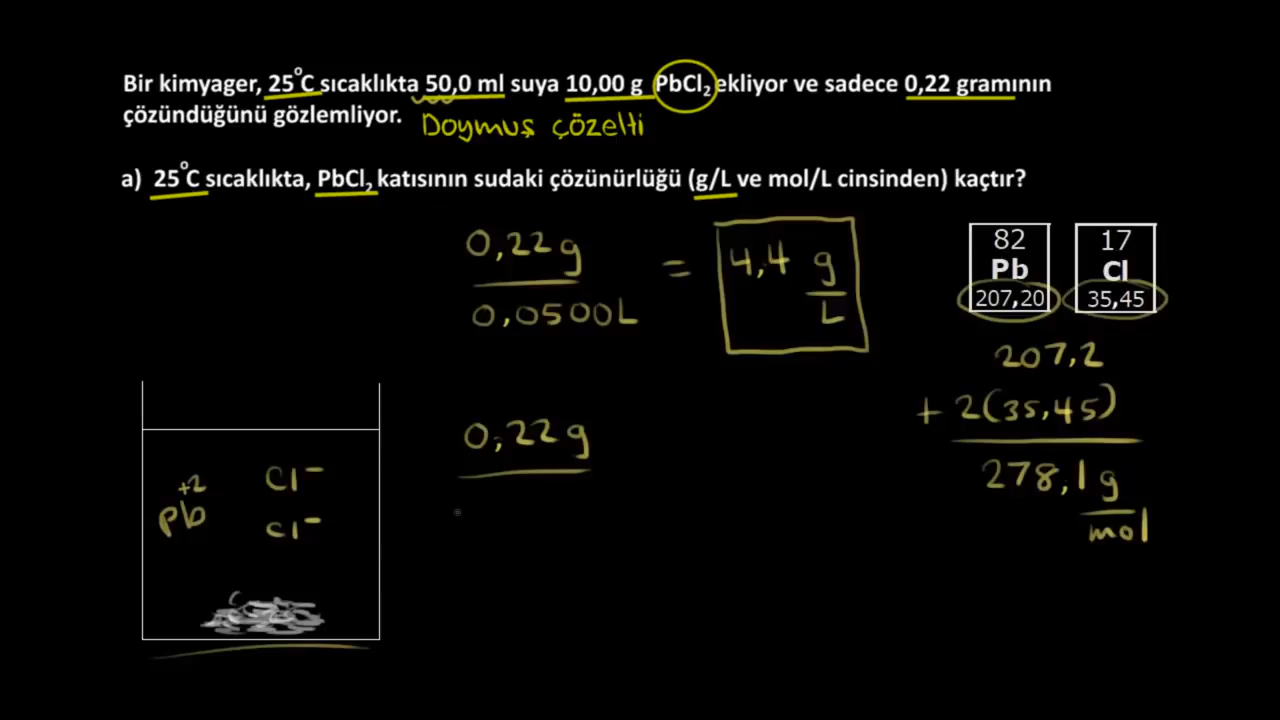 Bir kimyager, 25°C sıcaklıkta 50,0 ml suya 10,00 g PbCl₂ ekliyor ve sadece 0,22 gramının
çözündüğünü gözlemliyor. Doymuş çözelti
a) 25°C sıcaklıkta, PbCl₂ katısının sudaki çözünürlüğü (g/L ve mol/L cinsinden) kaçtır?
0,22 g
0,0500 L
= 4,4 g
L
82
Pb
207,20
17
Cl
35,45
207,2
+ 2(35,45)
278,1 g
mol
0,22 g
+2
Pb
Cl⁻
Cl⁻